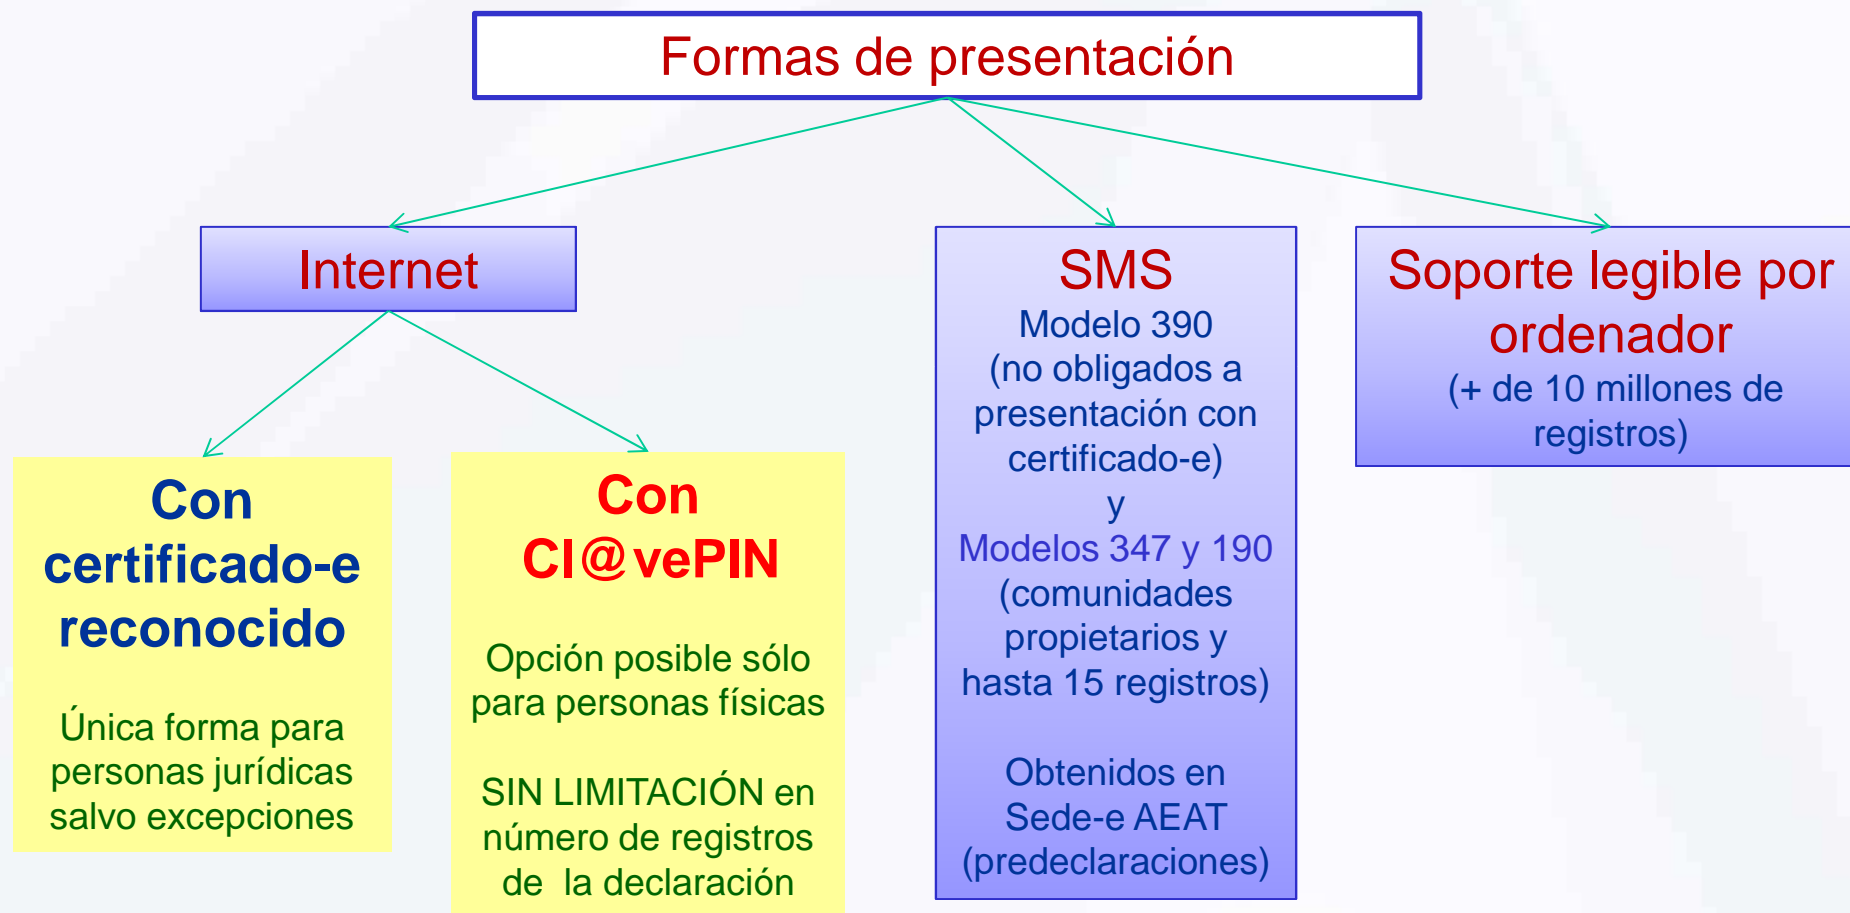 Formas de presentación
Internet
Con
certificado-e
reconocido
Única forma para
personas jurídicas
salvo excepciones
Con
Cl@vePIN
Opción posible sólo
para personas físicas
SIN LIMITACIÓN en
número de registros
de la declaración
SMS
Modelo 390
(no obligados a
presentación con
certificado-e)
y
Modelos 347 y 190
(comunidades
propietarios y
hasta 15 registros)
Obtenidos en
Sede-e AEAT
(predeclaraciones)
Soporte legible por
ordenador
(+ de 10 millones de
registros)